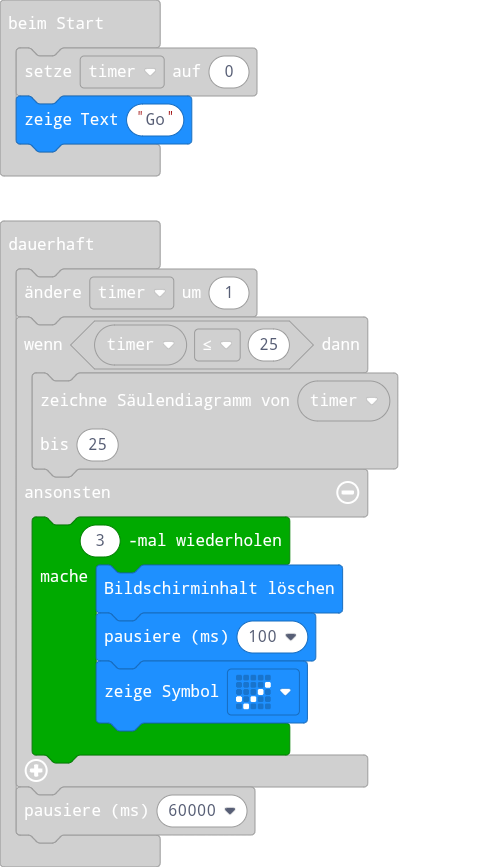 beim Start
setze timer auf 0
zeige Text "Go"
dauerhaft
ändere timer um 1
wenn timer ≤ 25 dann
zeichne Säulendiagramm von timer
bis 25
ansonsten
3 -mal wiederholen
mache
Bildschirminhalt löschen
pausiere (ms) 100
zeige Symbol
pausiere (ms) 60000